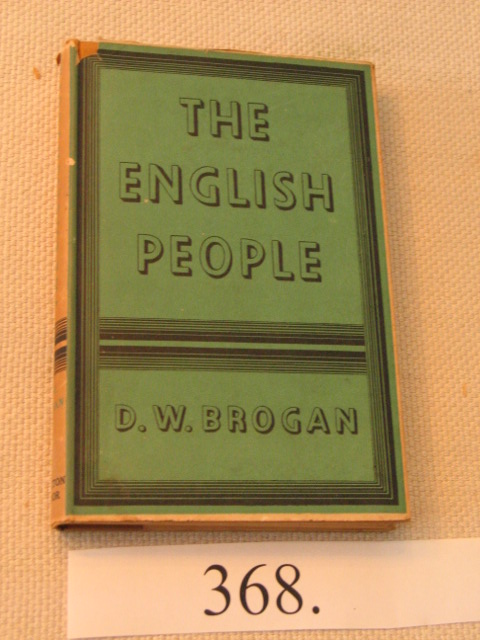 THE
ENGLISH
PEOPLE
D.W. BROGAN
368.